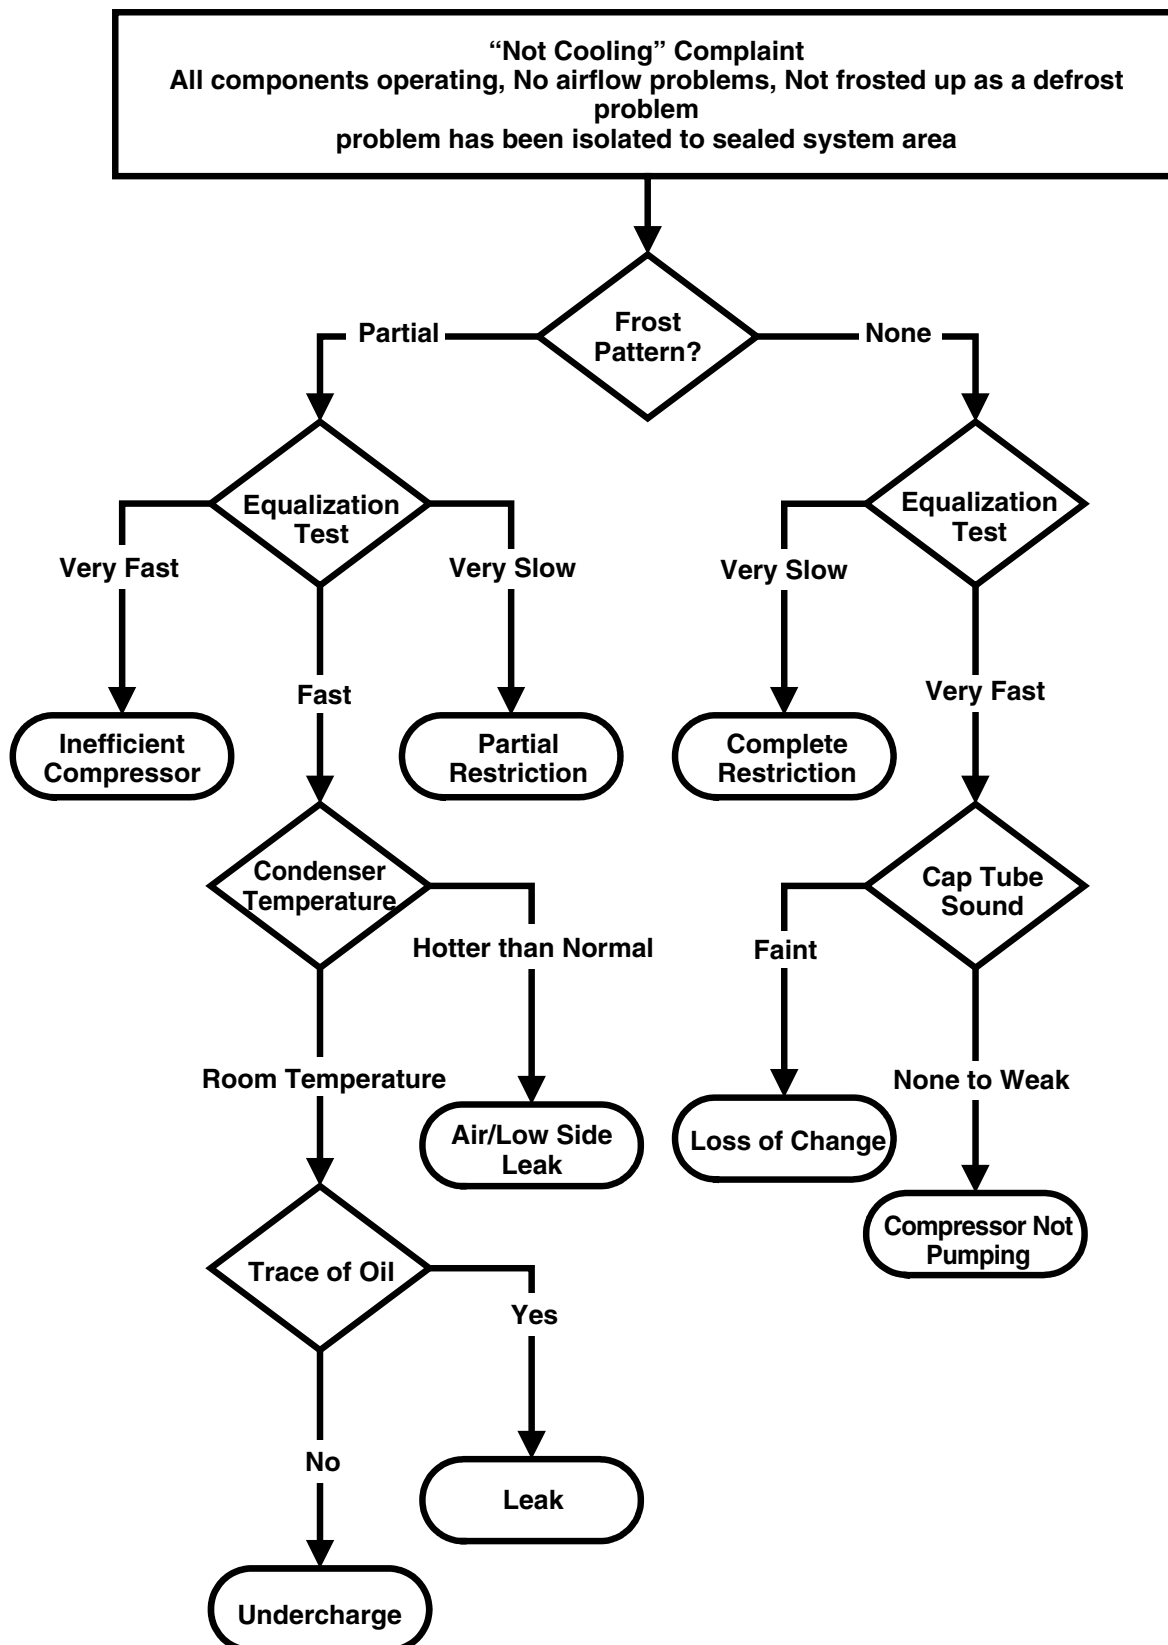 “Not Cooling” Complaint
All components operating, No airflow problems, Not frosted up as a defrost
problem
problem has been isolated to sealed system area
Frost
Pattern?
Partial
None
Equalization
Test
Equalization
Test
Very Fast
Very Slow
Very Slow
Fast
Very Fast
Inefficient
Compressor
Partial
Restriction
Complete
Restriction
Condenser
Temperature
Cap Tube
Sound
Hotter than Normal
Faint
Room Temperature
None to Weak
Air/Low Side
Leak
Loss of Change
Compressor Not
Pumping
Trace of Oil
Yes
No
Leak
Undercharge